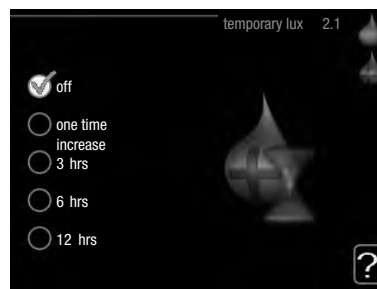 temporary lux 2.1
off
one time
increase
3 hrs
6 hrs
12 hrs
?